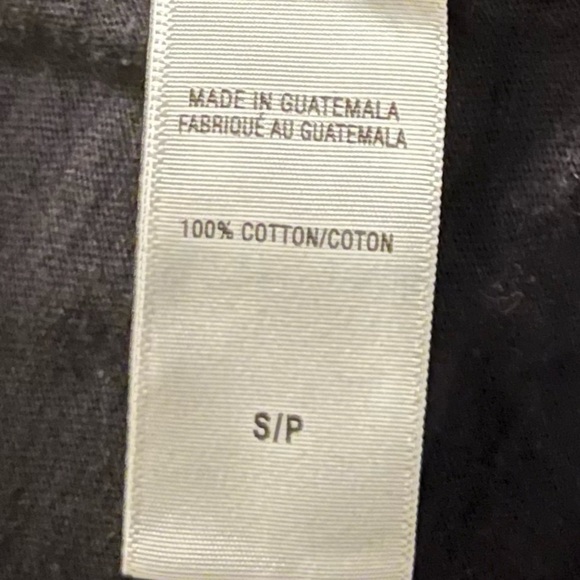 MADE IN GUATEMALA
FABRIQUÉ AU GUATEMALA
100% COTTON/COTON
S/P